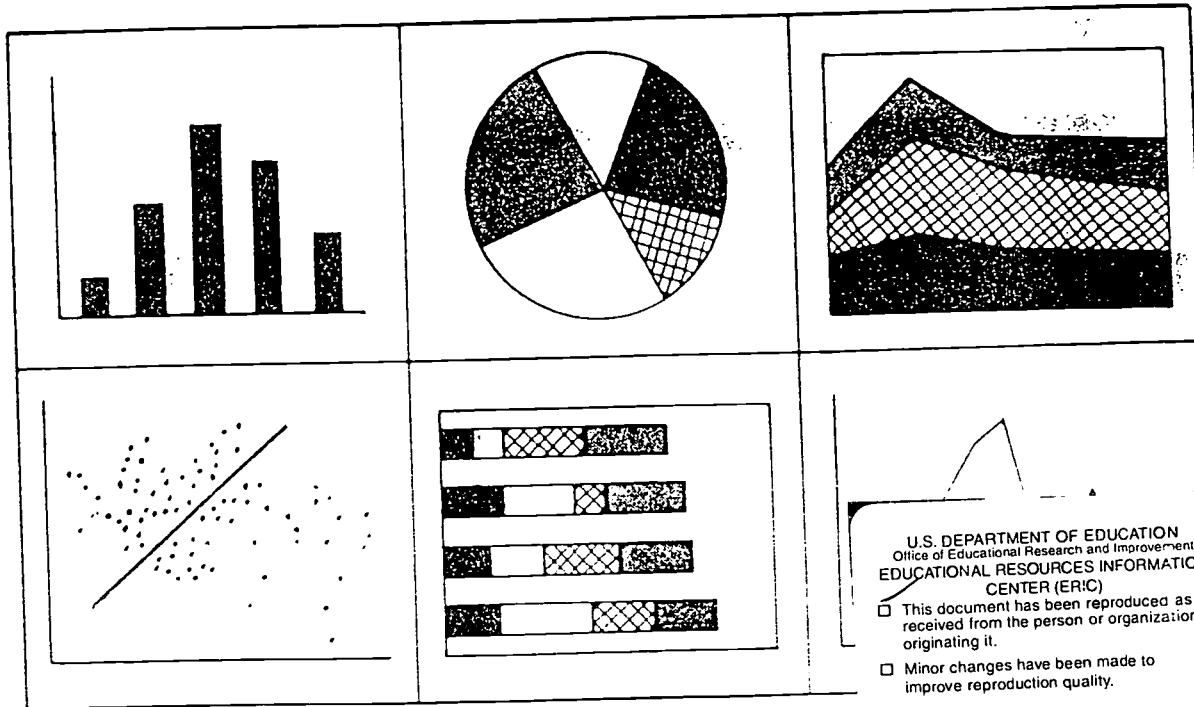 U.S. DEPARTMENT OF EDUCATION
Office of Educational Research and Improvement
EDUCATIONAL RESOURCES INFORMATIO
CENTER (ERIC)
☐ This document has been reproduced as
received from the person or organization
originating it.
☐ Minor changes have been made to
improve reproduction quality.